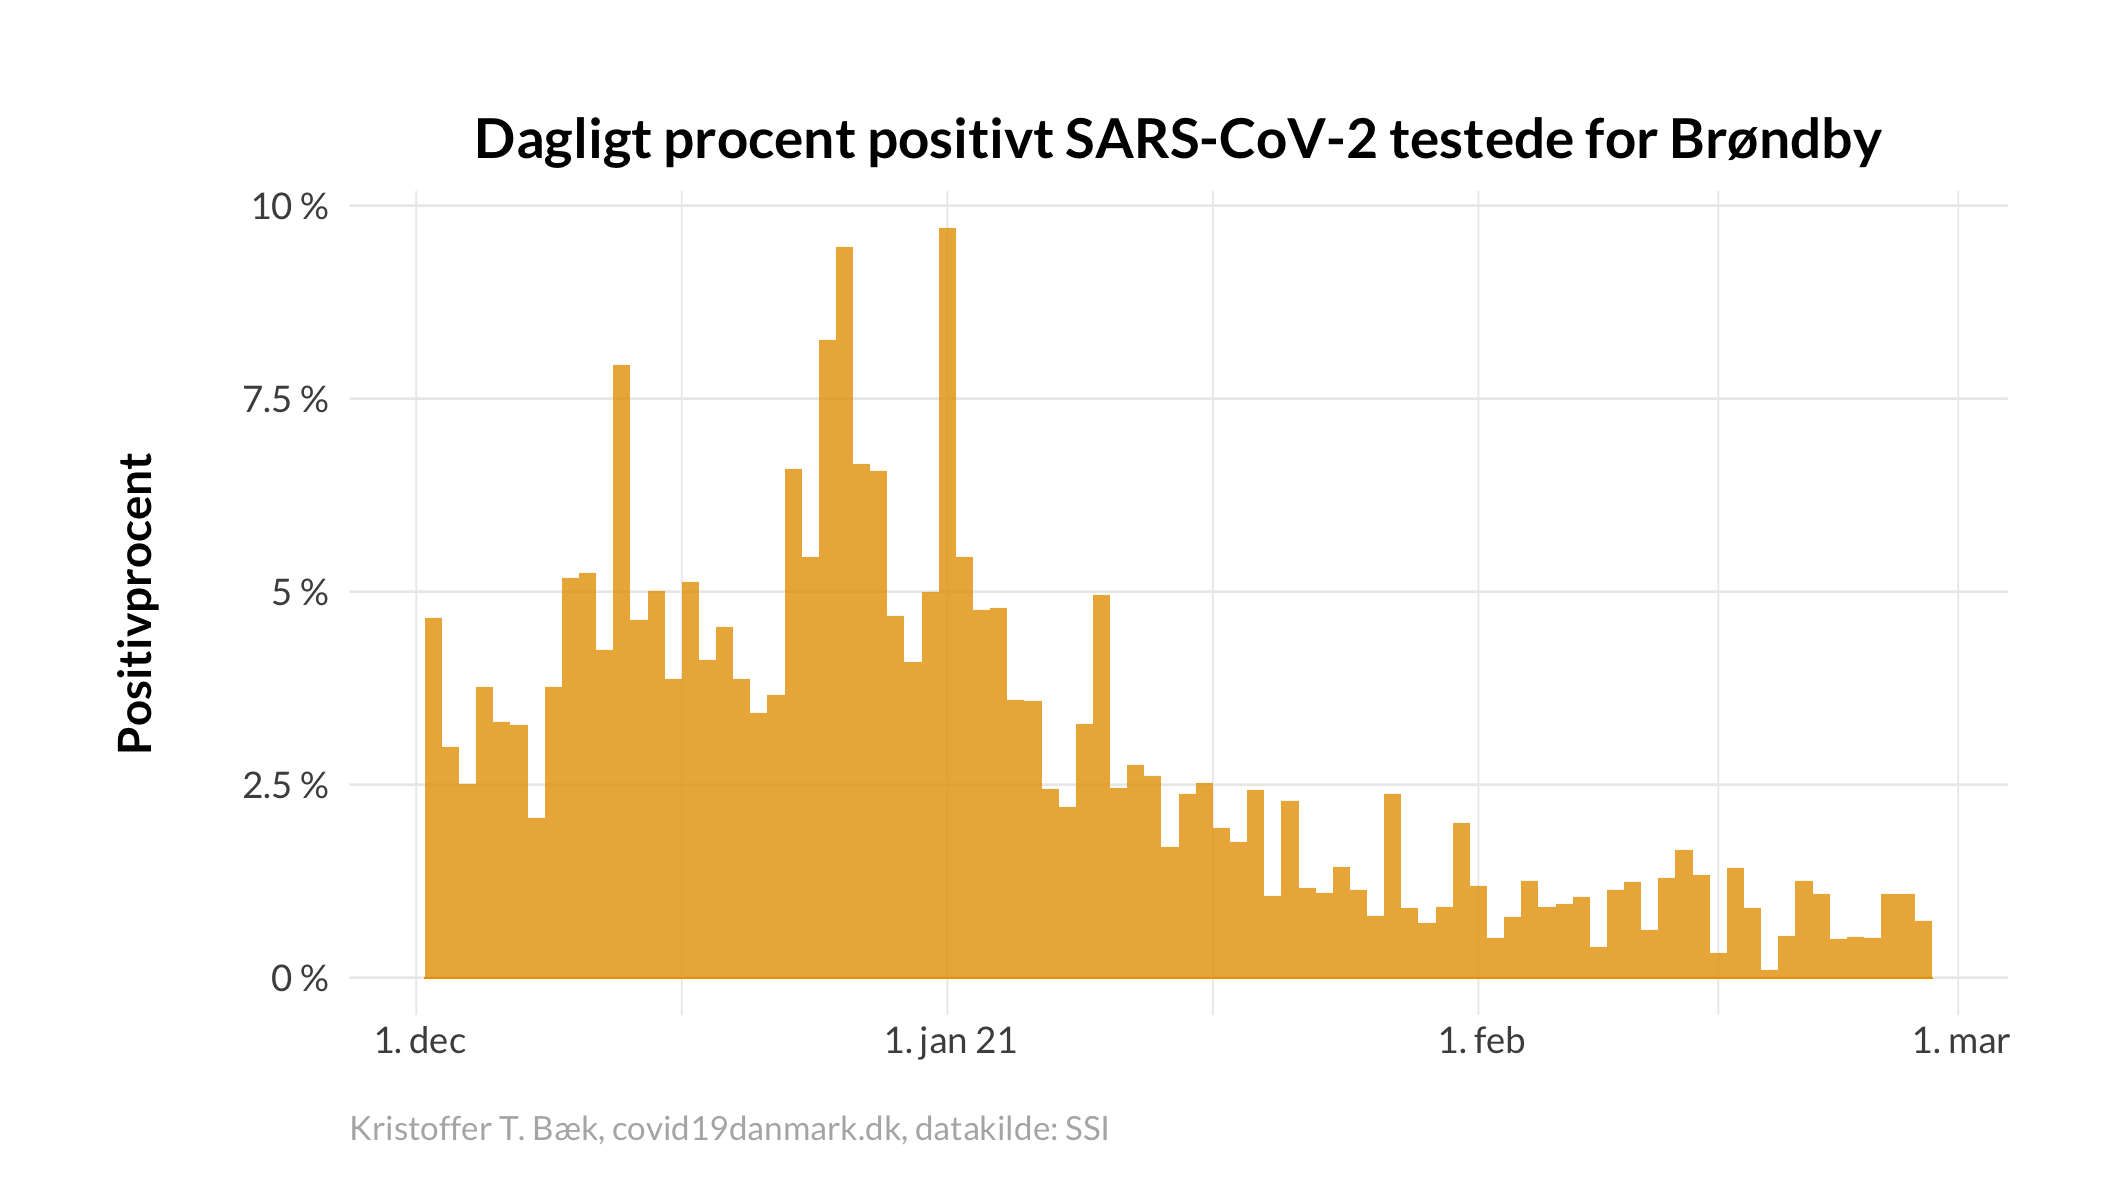 Dagligt procent positivt SARS-CoV-2 testede for Brøndby
Positivprocent
10 %
7.5 %
5 %
2.5 %
0 %
1. dec
1. jan 21
1. feb
1. mar
Kristoffer T. Bæk, covid19danmark.dk, datakilde: SSI